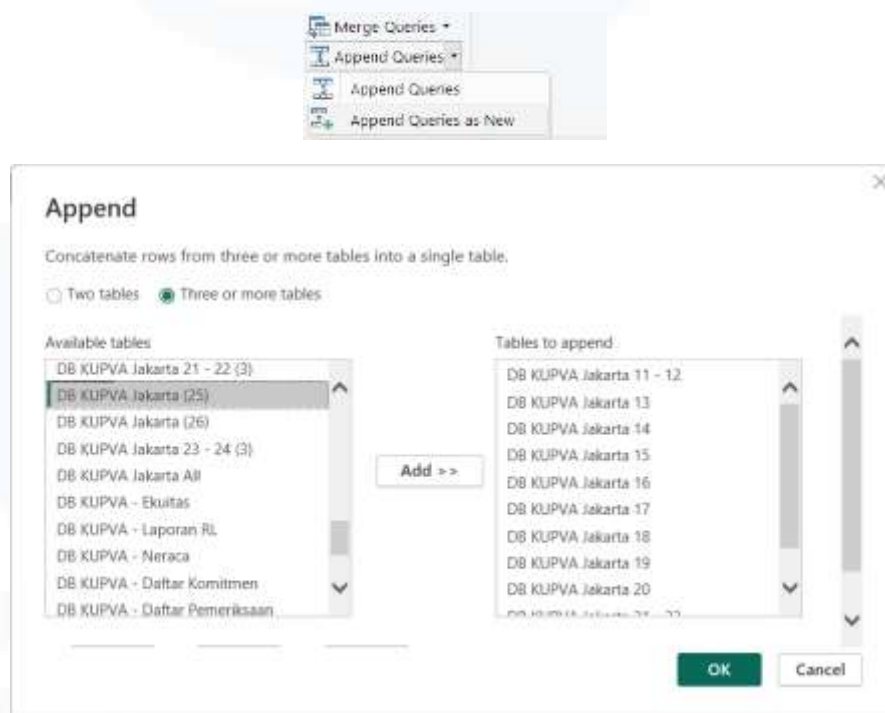 Merge Queries
Append Queries
Append Queries
Append Queries as New
Append
Concatenate rows from three or more tables into a single table.
Two tables
Three or more tables
Available tables
DB KUPVA Jakarta 21 - 22 (3)
DB KUPVA Jakarta (25)
DB KUPVA Jakarta (26)
DB KUPVA Jakarta 23 - 24 (3)
DB KUPVA Jakarta All
DB KUPVA - Ekuitas
DB KUPVA - Laporan RL
DB KUPVA - Neraca
DB KUPVA - Daftar Komitmen
DB KUPVA - Daftar Pemeriksaan
Add >>
Tables to append
DB KUPVA Jakarta 11 - 12
DB KUPVA Jakarta 13
DB KUPVA Jakarta 14
DB KUPVA Jakarta 15
DB KUPVA Jakarta 16
DB KUPVA Jakarta 17
DB KUPVA Jakarta 18
DB KUPVA Jakarta 19
DB KUPVA Jakarta 20
DB KUPVA Jakarta 21 - 22
OK
Cancel